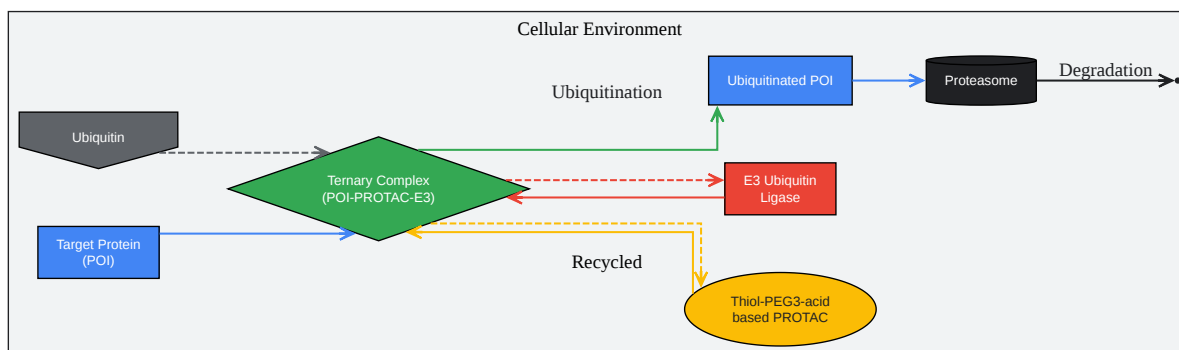 Cellular Environment
Ubiquitinated POI
Proteasome
Degradation
Ubiquitination
Ubiquitin
Ternary Complex
(POI-PROTAC-E3)
E3 Ubiquitin
Ligase
Target Protein
(POI)
Recycled
Thiol-PEG3-acid
based PROTAC